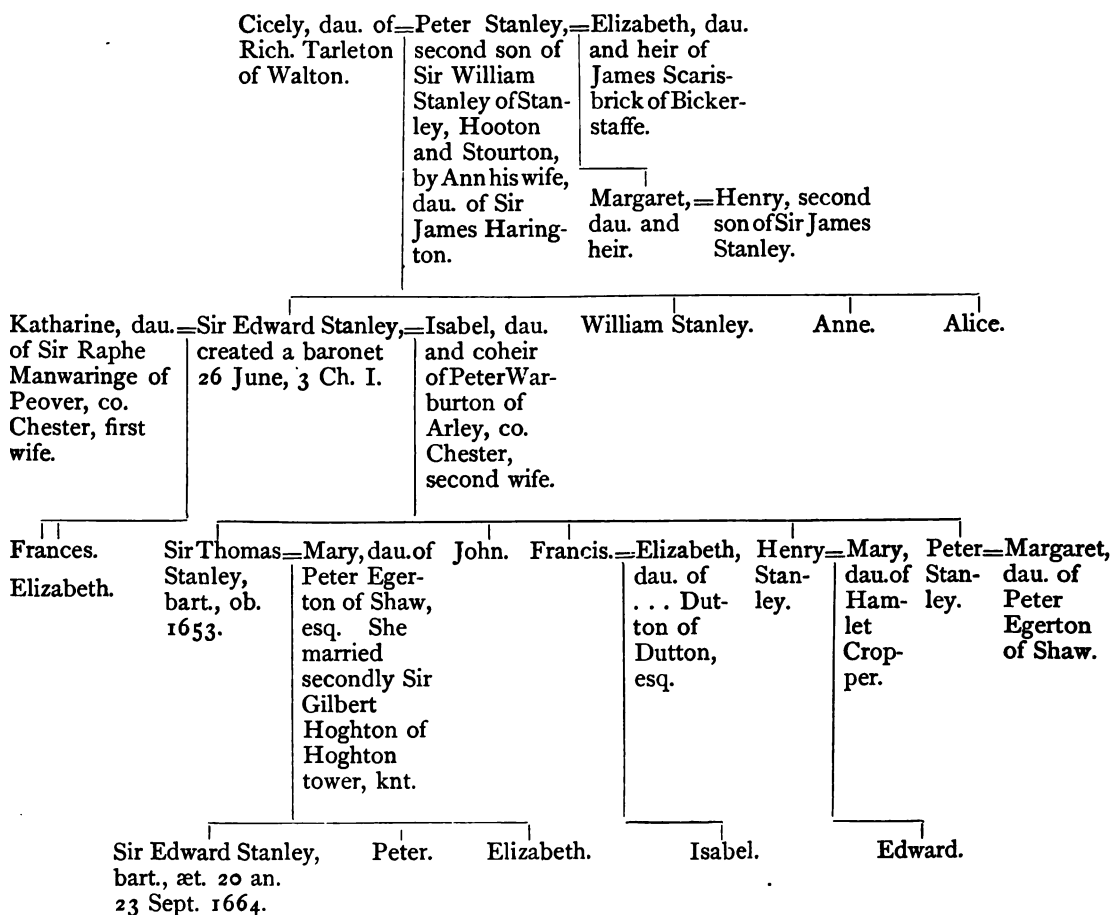 Cicely, dau. of=Peter Stanley,=Elizabeth, dau.
Rich. Tarleton second son of and heir of
of Walton. Sir William James Scaris-
Stanley of Stan- brick of Bicker-
ley, Hooton staffe.
and Stourton,
by Ann his wife,
dau. of Sir
James Haring-
ton.
Margaret,=Henry, second
dau. and son of Sir James
heir. Stanley.
Katharine, dau.=Sir Edward Stanley,=Isabel, dau. William Stanley. Anne. Alice.
of Sir Raphe created a baronet and coheir
Manwaringe of 26 June, 3 Ch. I. of Peter War-
Peover, co. burton of
Chester, first Arley, co.
wife. Chester,
second wife.
Frances. Sir Thomas=Mary, dau. of John. Francis.=Elizabeth, Henry=Mary, Peter=Margaret,
Elizabeth. Stanley, Peter Eger- dau. of Stan- dau. of Stan- dau. of
bart., ob. ton of Shaw, ... Dut- ley. Ham- ley. Peter
1653. esq. She ton of let Egerton
married Dutton, Crop- of Shaw.
secondly Sir esq. per.
Gilbert
Hoghton of
Hoghton
tower, knt.
Sir Edward Stanley, Peter. Elizabeth. Isabel. Edward.
bart., æt. 20 an.
23 Sept. 1664.